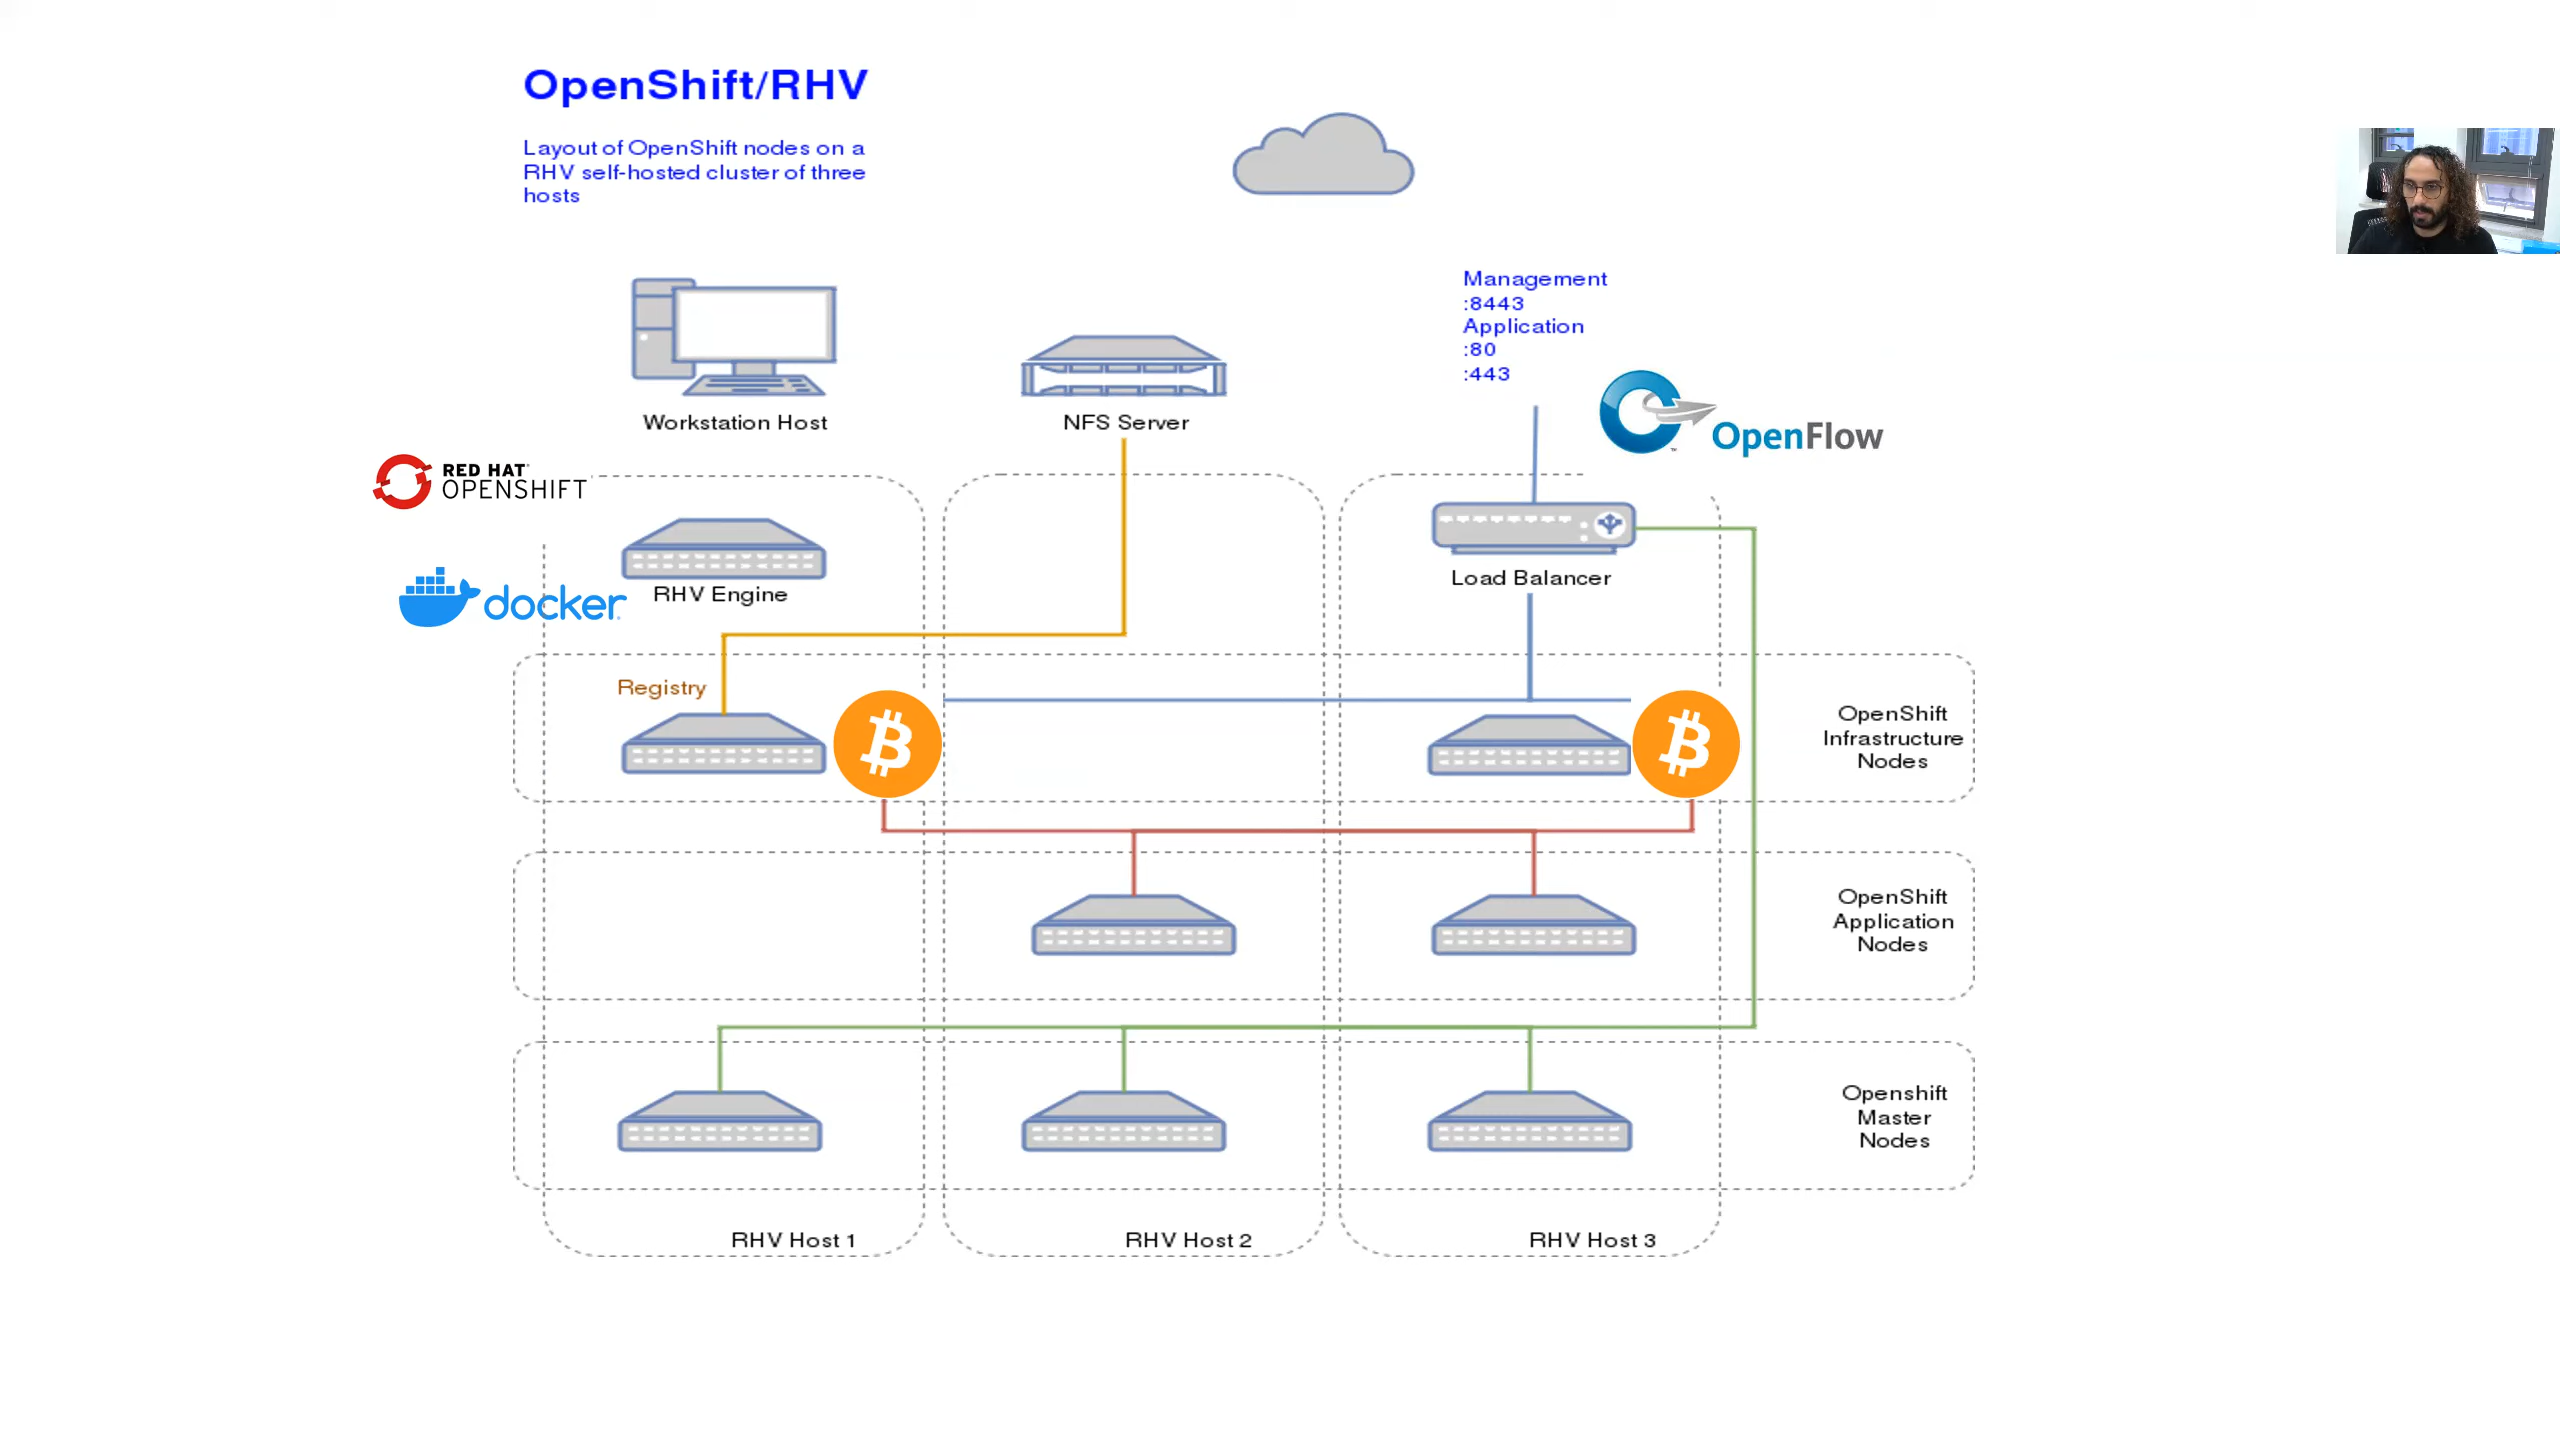 OpenShift/RHV
Layout of OpenShift nodes on a
RHV self-hosted cluster of three
hosts
Management
:8443
Application
:80
:443
Workstation Host
NFS Server
OpenFlow
RED HAT
OPENSHIFT
Load Balancer
docker
RHV Engine
Registry
OpenShift
Infrastructure
Nodes
OpenShift
Application
Nodes
Openshift
Master
Nodes
RHV Host 1
RHV Host 2
RHV Host 3